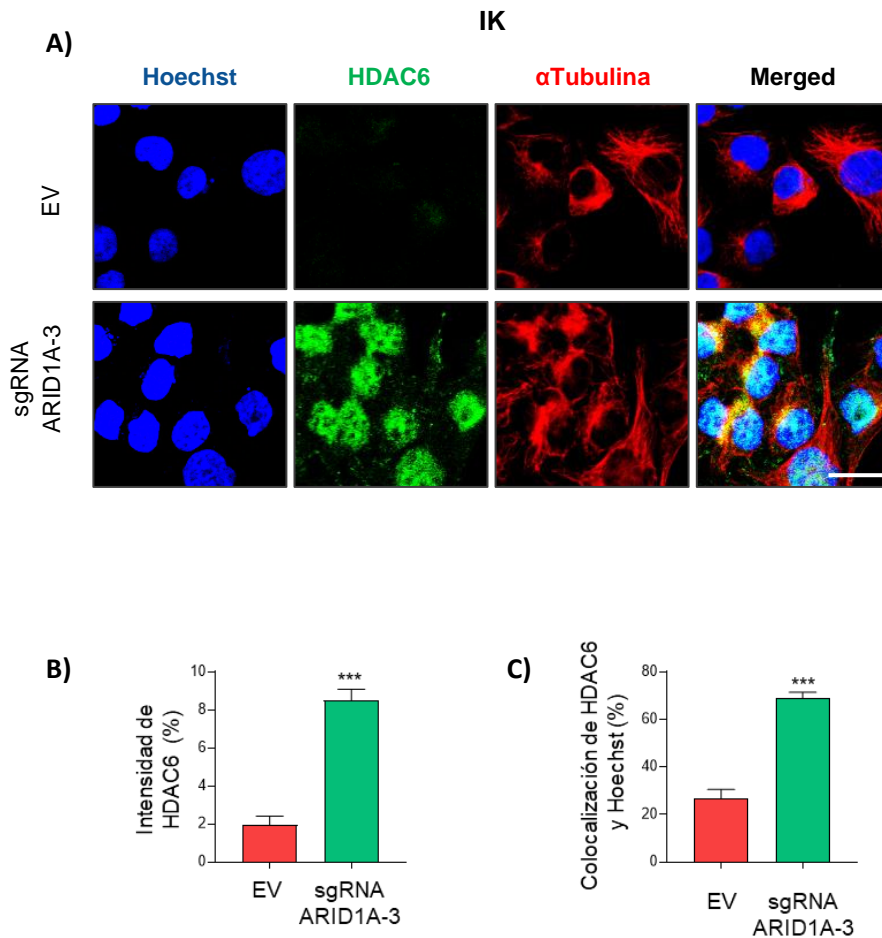 IK
A)
Hoechst HDAC6 αTubulina Merged
EV
sgRNA
ARID1A-3
B)
Intensidad de
HDAC6 (%)
10
8
6
4
2
0
***
EV sgRNA
ARID1A-3
C)
Colocalización de HDAC6
y Hoechst (%)
80
60
40
20
0
***
EV sgRNA
ARID1A-3